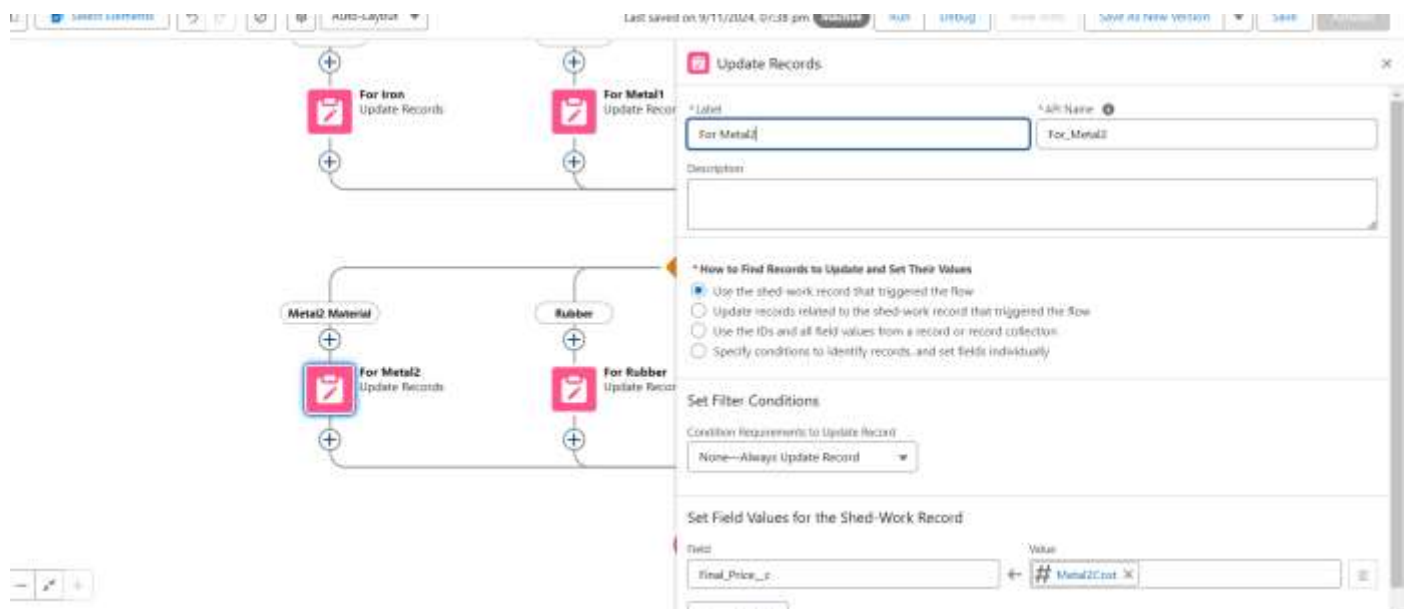 Select Elements
Auto-Layout
Last saved on 9/11/2024, 07:38 pm
Inactive
Run
Debug
Save As New Version
Save
For Iron
Update Records
For Metal1
Update Recor
Metal2 Material
Rubber
For Metal2
Update Records
For Rubber
Update Recor
Update Records
* Label
For Metal2
* API Name
For_Metal2
Description
* How to Find Records to Update and Set Their Values
Use the shed-work record that triggered the flow
Update records related to the shed-work record that triggered the flow
Use the IDs and all field values from a record or record collection
Specify conditions to identify records, and set fields individually
Set Filter Conditions
Condition Requirements to Update Record
None—Always Update Record
Set Field Values for the Shed-Work Record
Field
Final_Price__c
Value
Metal2Cost